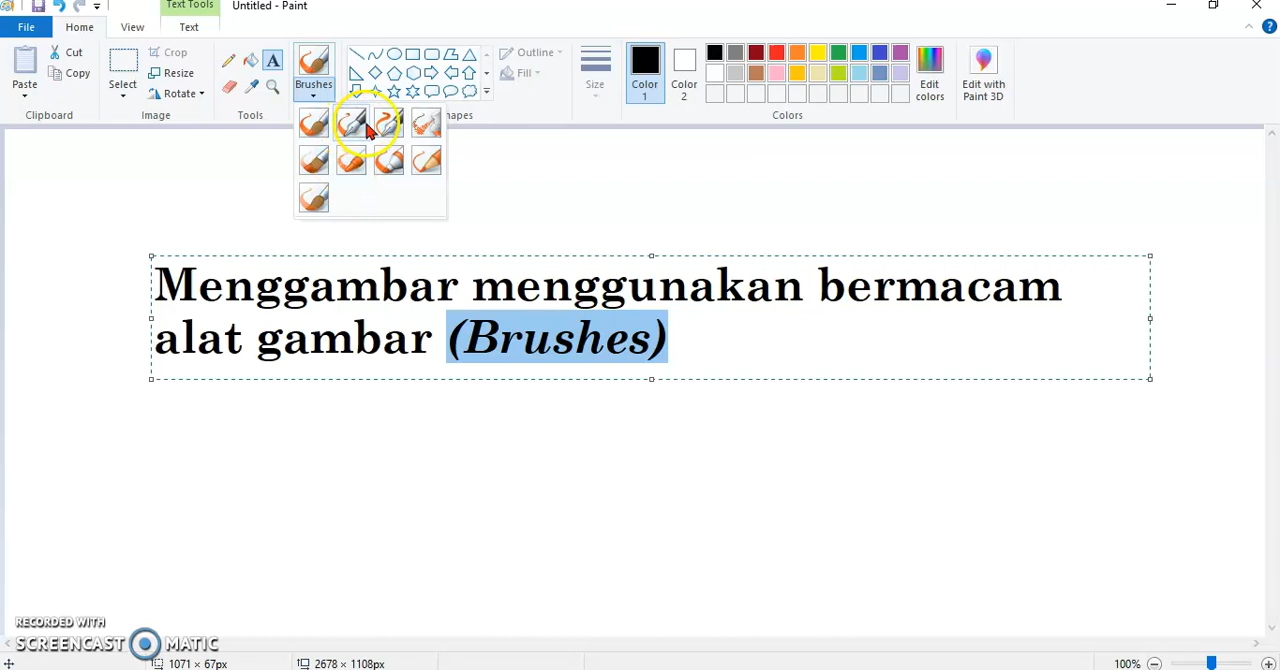 Text Tools
Untitled - Paint
File
Home
View
Text
Paste
Cut
Copy
Clipboard
Select
Crop
Resize
Rotate
Image
A
Tools
Brushes
Outline
Fill
hapes
Size
Color 1
Color 2
Edit colors
Colors
Edit with Paint 3D
Menggambar menggunakan bermacam
alat gambar (Brushes)
RECORDED WITH
SCREENCAST MATIC
1071 × 67px
2678 × 1108px
100%